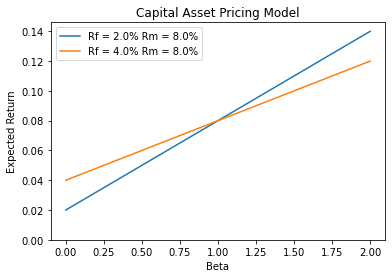 Capital Asset Pricing Model
Rf = 2.0% Rm = 8.0%
Rf = 4.0% Rm = 8.0%
Expected Return
0.14
0.12
0.10
0.08
0.06
0.04
0.02
0.00
0.00 0.25 0.50 0.75 1.00 1.25 1.50 1.75 2.00
Beta